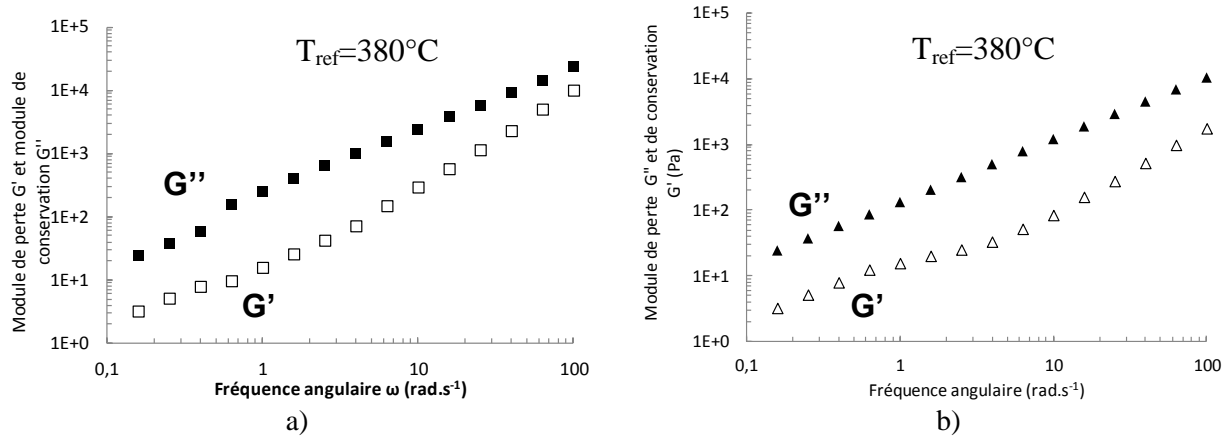 Module de perte G' et module de
conservation G''
1E+5
1E+4
1E+3
1E+2
1E+1
1E+0
T_ref=380°C
G''
G'
0,1
1
10
100
Fréquence angulaire ω (rad.s⁻¹)
a)
Module de perte G" et de conservation
G' (Pa)
1E+5
1E+4
1E+3
1E+2
1E+1
1E+0
T_ref=380°C
G''
G'
0,1
1
10
100
Fréquence angulaire (rad.s⁻¹)
b)